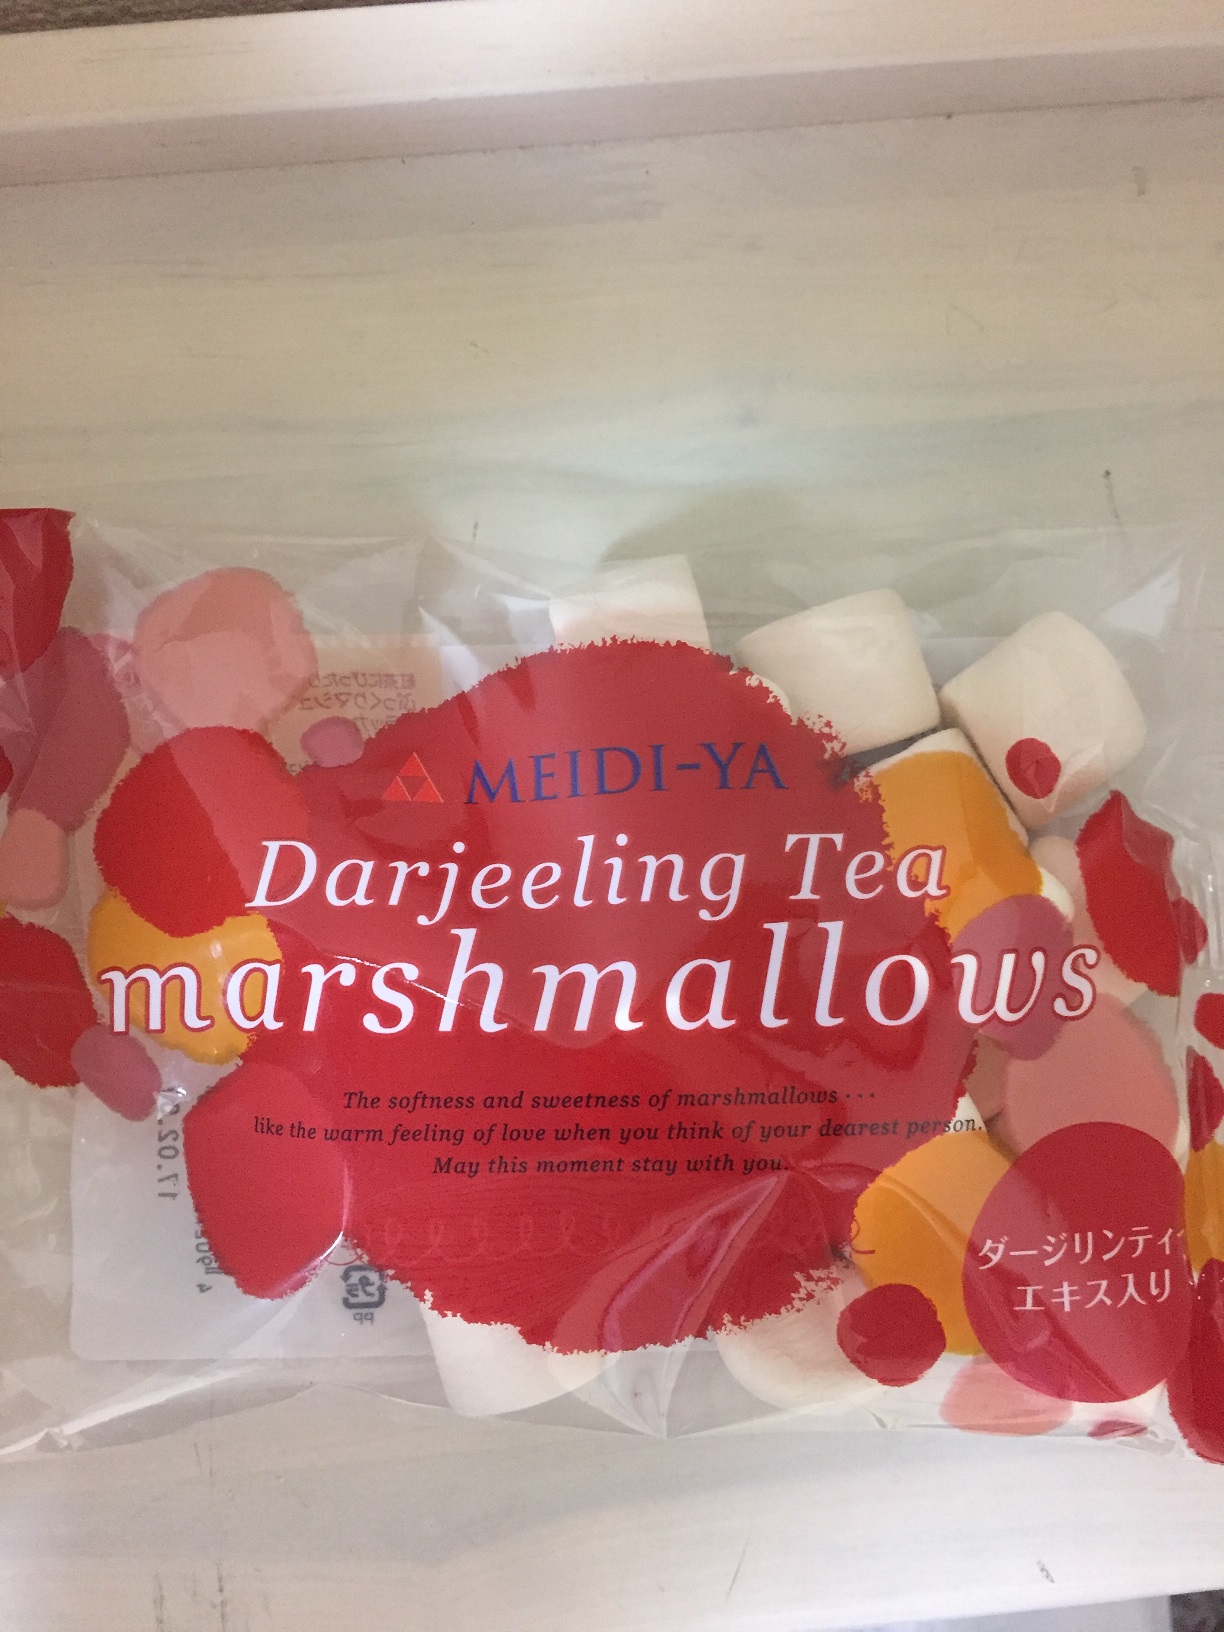 MEIDI-YA
Darjeeling Tea
marshmallows
The softness and sweetness of marshmallows ···
like the warm feeling of love when you think of your dearest person.
May this moment stay with you.
ダージリンティ
エキス入り